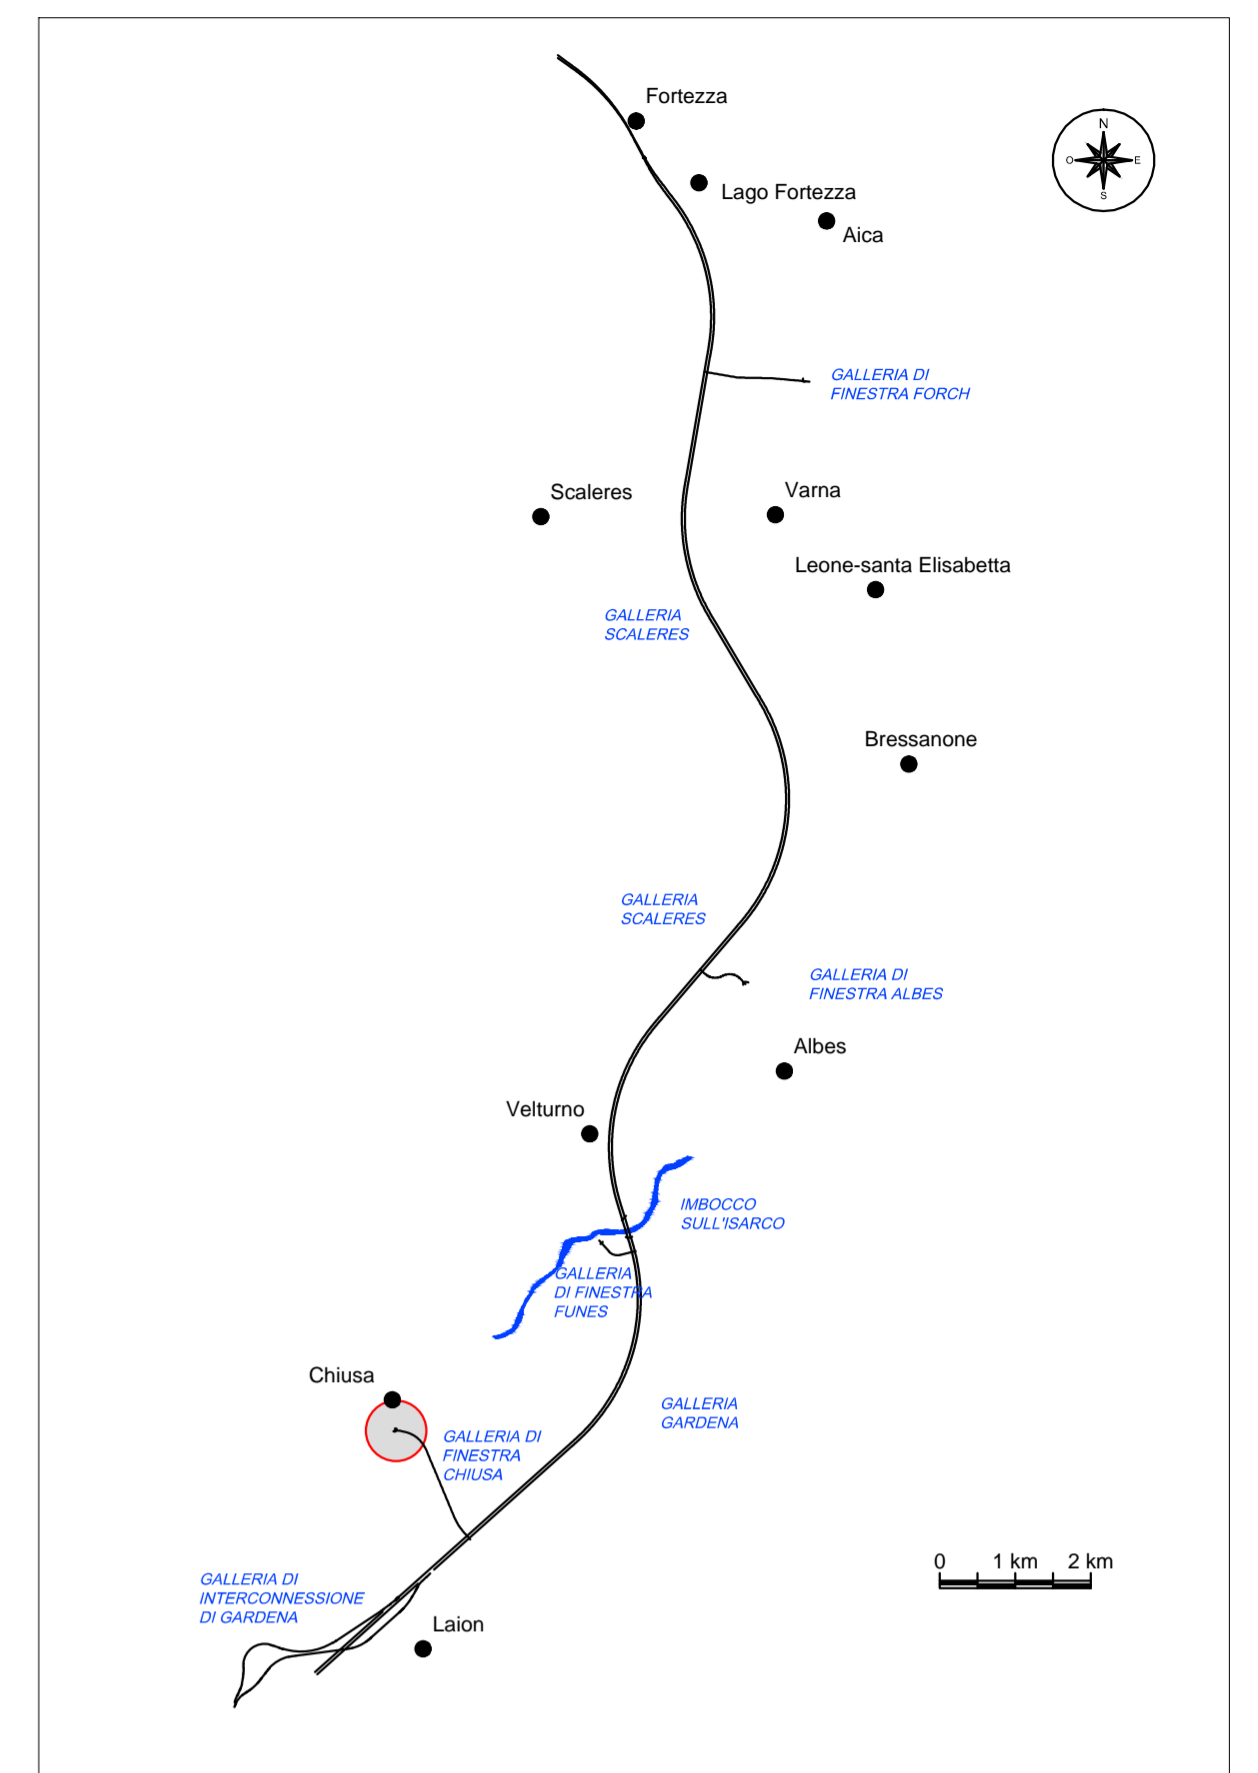 Fortezza
N
O
E
S
Lago Fortezza
Aica
GALLERIA DI
FINESTRA FORCH
Scaleres
Varna
Leone-santa Elisabetta
GALLERIA
SCALERES
Bressanone
GALLERIA
SCALERES
GALLERIA DI
FINESTRA ALBES
Albes
Velturno
IMBOCCO
SULL'ISARCO
GALLERIA
DI FINESTRA
FUNES
Chiusa
GALLERIA
GARDENA
GALLERIA DI
FINESTRA
CHIUSA
0 1 km 2 km
GALLERIA DI
INTERCONNESSIONE
DI GARDENA
Laion